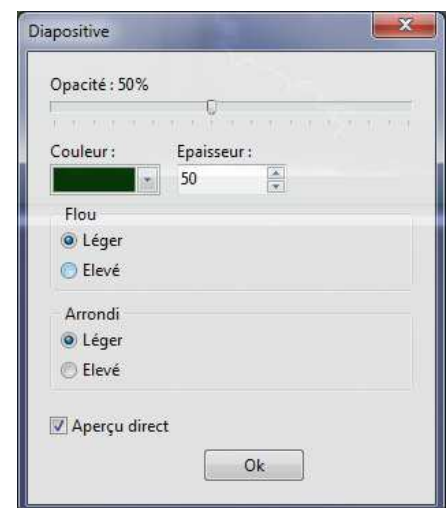 Diapositive
Opacité : 50%
Couleur : Epaisseur :
50
Flou
Léger
Elevé
Arrondi
Léger
Elevé
Aperçu direct
Ok